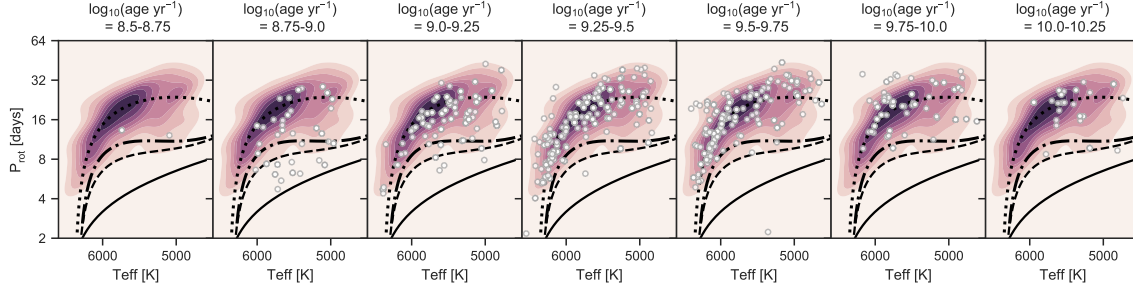 log₁₀(age yr⁻¹)
= 8.5-8.75
log₁₀(age yr⁻¹)
= 8.75-9.0
log₁₀(age yr⁻¹)
= 9.0-9.25
log₁₀(age yr⁻¹)
= 9.25-9.5
log₁₀(age yr⁻¹)
= 9.5-9.75
log₁₀(age yr⁻¹)
= 9.75-10.0
log₁₀(age yr⁻¹)
= 10.0-10.25
P_rot [days]
64
32
16
8
4
2
6000 5000
6000 5000
6000 5000
6000 5000
6000 5000
6000 5000
6000 5000
Teff [K]
Teff [K]
Teff [K]
Teff [K]
Teff [K]
Teff [K]
Teff [K]